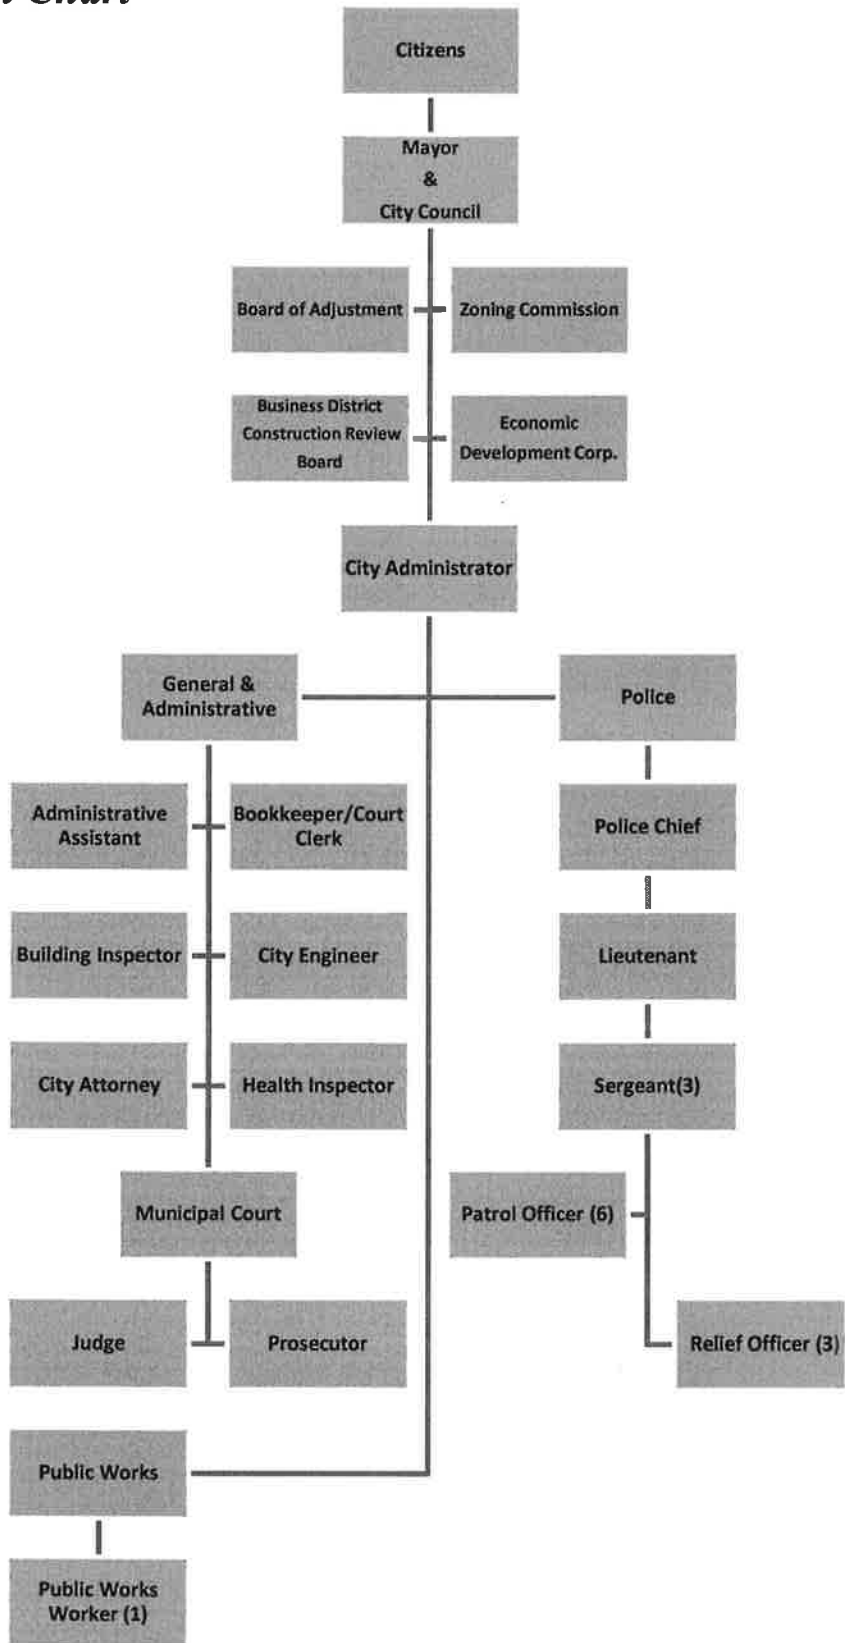 Chart
Citizens
Mayor
&
City Council
Board of Adjustment
Zoning Commission
Business District
Construction Review
Board
Economic
Development Corp.
City Administrator
General &
Administrative
Police
Administrative
Assistant
Bookkeeper/Court
Clerk
Police Chief
Building Inspector
City Engineer
Lieutenant
City Attorney
Health Inspector
Sergeant(3)
Municipal Court
Patrol Officer (6)
Judge
Prosecutor
Relief Officer (3)
Public Works
Public Works
Worker (1)